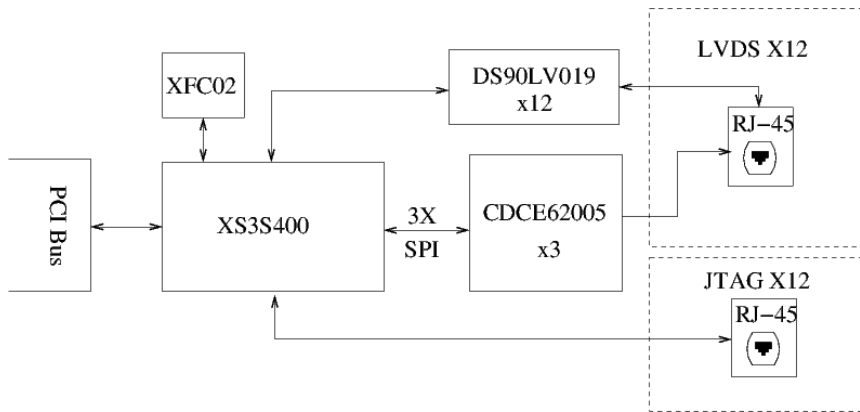 LVDS X12
XFC02
DS90LV019
x12
RJ−45
PCI Bus
XS3S400
3X
SPI
CDCE62005
x3
JTAG X12
RJ−45